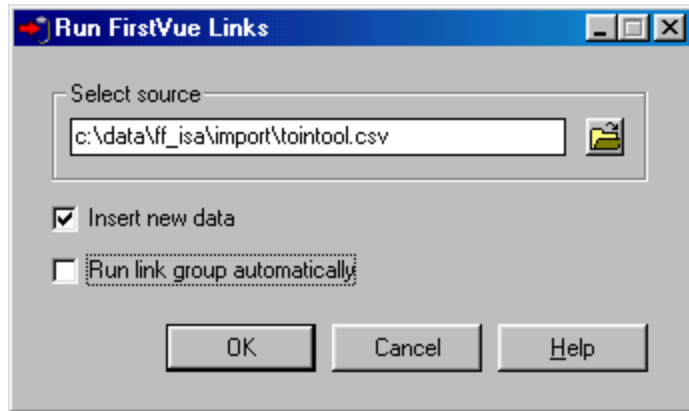 Run FirstVue Links
Select source
c:\data\ff_isa\import\tointool.csv
Insert new data
Run link group automatically
OK Cancel Help